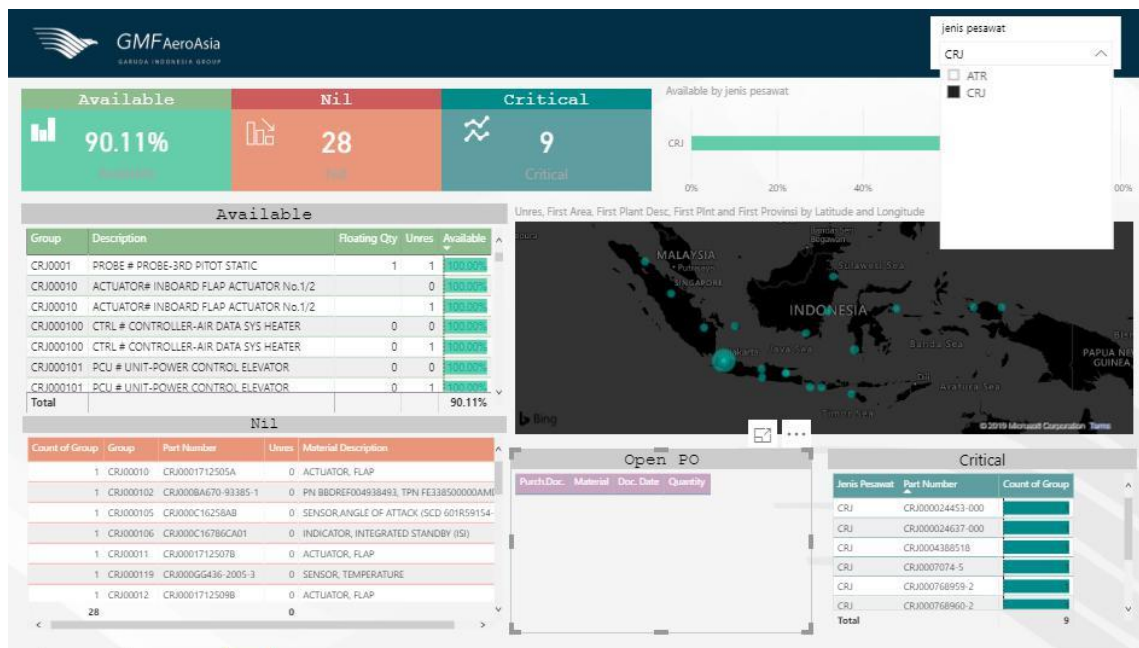 GMF AeroAsia
GARUDA INDONESIA GROUP
jenis pesawat
CRJ
ATR
CRJ
Available
90.11%
Nil
28
Critical
9
Critical
Available by jenis pesawat
CRJ
0% 20% 40% 00%
Available
Group Description Floating Qty Unres Available
CRJ0001 PROBE # PROBE-3RD PITOT STATIC 1 1 100.00%
CRJ00010 ACTUATOR# INBOARD FLAP ACTUATOR No.1/2 0 100.00%
CRJ00010 ACTUATOR# INBOARD FLAP ACTUATOR No.1/2 1 100.00%
CRJ000100 CTRL # CONTROLLER-AIR DATA SYS HEATER 0 0 100.00%
CRJ000100 CTRL # CONTROLLER-AIR DATA SYS HEATER 0 1 100.00%
CRJ000101 PCU # UNIT-POWER CONTROL ELEVATOR 0 0 100.00%
CRJ000101 PCU # UNIT-POWER CONTROL ELEVATOR 0 1 100.00%
Total 90.11%
Unres, First Area, First Plant Desc, First Plnt and First Provinsi by Latitude and Longitude
MALAYSIA
SINGAPORE
Sulawesi Sea
INDONESIA
Jakarta
Java Sea
Banda Sea
PAPUA NE
GUINEA
Arafura Sea
Timor Sea
Bing
© 2019 Microsoft Corporation Terms
Nil
Count of Group Group Part Number Unres Material Description
1 CRJ00010 CRJ0001712505A 0 ACTUATOR, FLAP
1 CRJ000102 CRJ000BA670-93385-1 0 PN BBDREF004938493, TPN FE338500000AM
1 CRJ000105 CRJ000C16258AB 0 SENSOR,ANGLE OF ATTACK (SCD 601R59154-
1 CRJ000106 CRJ000C16786CA01 0 INDICATOR, INTEGRATED STANDBY (ISI)
1 CRJ00011 CRJ0001712507B 0 ACTUATOR, FLAP
1 CRJ000119 CRJ000GG436-2005-3 0 SENSOR, TEMPERATURE
1 CRJ00012 CRJ0001712509B 0 ACTUATOR, FLAP
28 0
Open PO
Purch.Doc. Material Doc. Date Quantity
Critical
Jenis Pesawat Part Number Count of Group
CRJ CRJ000024453-000
CRJ CRJ000024637-000
CRJ CRJ0004388518
CRJ CRJ0007074-5
CRJ CRJ000768959-2
CRJ CRJ000768960-2
Total 9